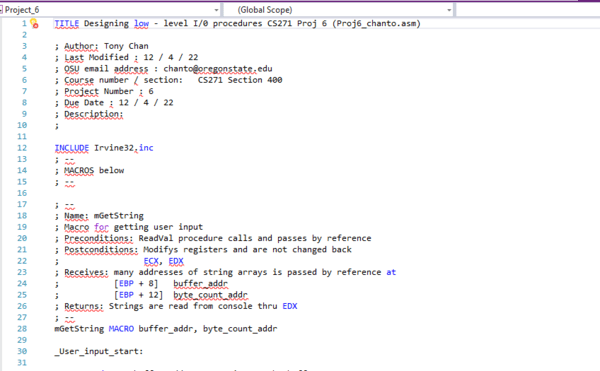 Project_6
(Global Scope)
1 TITLE Designing low - level I/0 procedures CS271 Proj 6 (Proj6_chanto.asm)
2
3 ; Author: Tony Chan
4 ; Last Modified : 12 / 4 / 22
5 ; OSU email address : chanto@oregonstate.edu
6 ; Course number / section: CS271 Section 400
7 ; Project Number : 6
8 ; Due Date : 12 / 4 / 22
9 ; Description:
10 ;
11
12 INCLUDE Irvine32.inc
13 ; --
14 ; MACROS below
15 ; --
16
17 ; --
18 ; Name: mGetString
19 ; Macro for getting user input
20 ; Preconditions: ReadVal procedure calls and passes by reference
21 ; Postconditions: Modifys registers and are not changed back
22 ; ECX, EDX
23 ; Receives: many addresses of string arrays is passed by reference at
24 ; [EBP + 8] buffer_addr
25 ; [EBP + 12] byte_count_addr
26 ; Returns: Strings are read from console thru EDX
27 ; --
28 mGetString MACRO buffer_addr, byte_count_addr
29
30 _User_input_start:
31